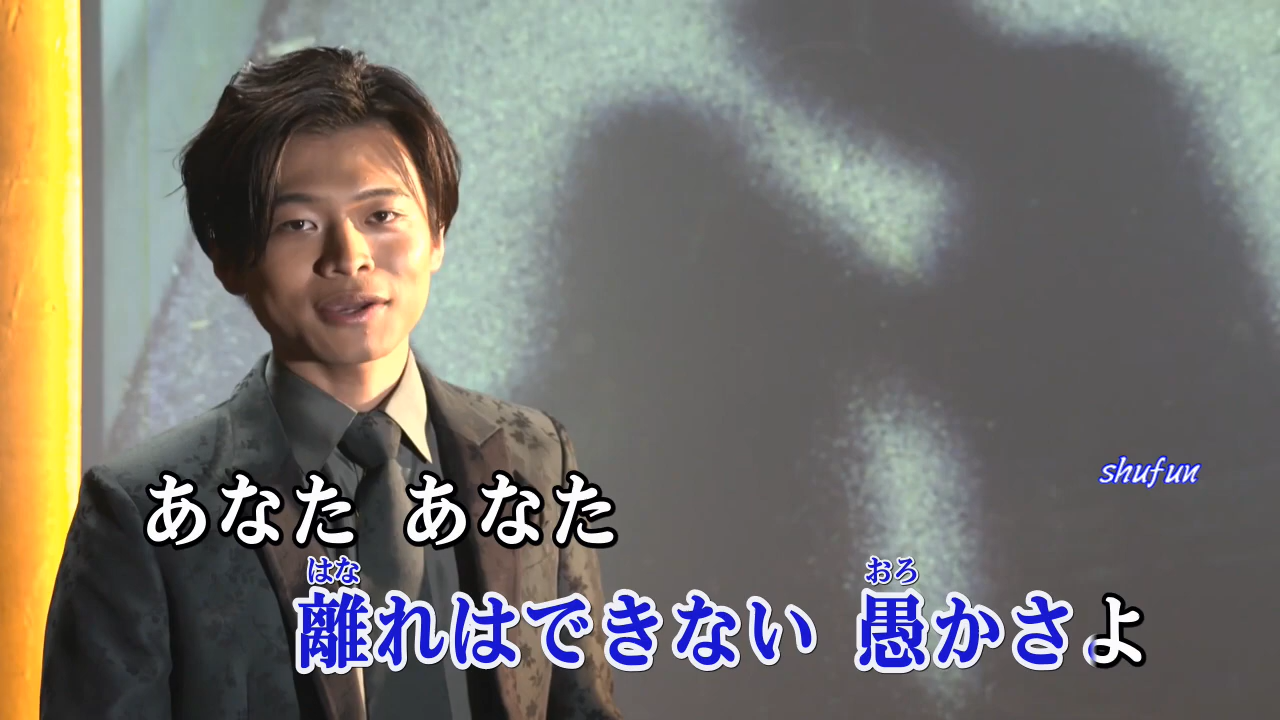 shufun
あなた あなた
はな おろ
離れはできない 愚かさよ